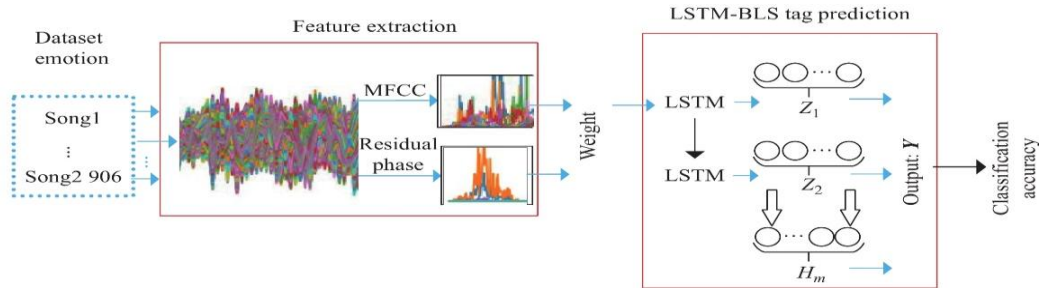 Dataset
emotion
Song1
...
Song2 906
...
Feature extraction
MFCC
Residual
phase
Weight
LSTM-BLS tag prediction
LSTM
...
Z1
LSTM
...
Z2
...
Hm
Output: Y
Classification
accuracy